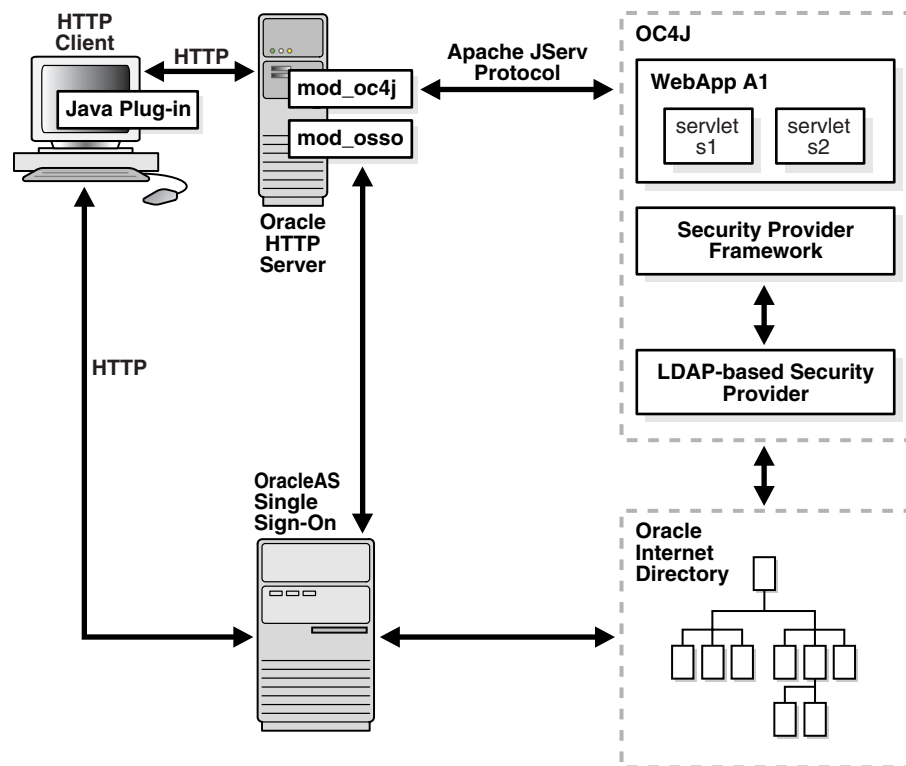 HTTP
Client
HTTP
Java Plug-in
mod_oc4j
mod_osso
Oracle
HTTP
Server
Apache JServ
Protocol
OC4J
WebApp A1
servlet
s1
servlet
s2
Security Provider
Framework
LDAP-based Security
Provider
HTTP
OracleAS
Single
Sign-On
Oracle
Internet
Directory